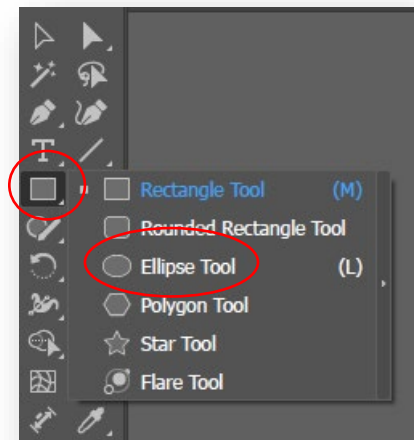 Rectangle Tool (M)
Rounded Rectangle Tool
Ellipse Tool (L)
Polygon Tool
Star Tool
Flare Tool